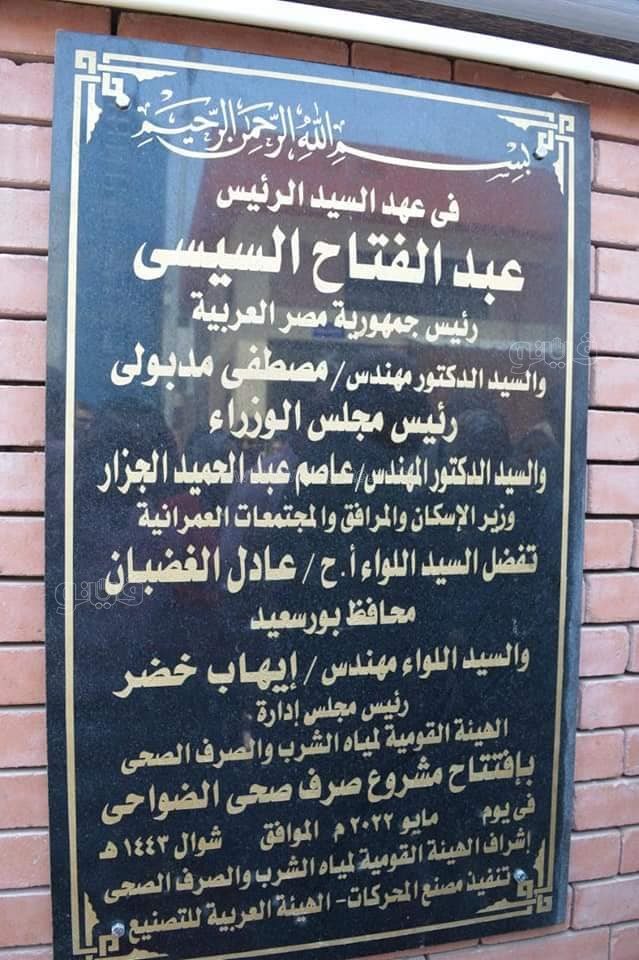 بسم الله الرحمن الرحيم
فى عهد السيد الرئيس
عبد الفتاح السيسى
رئيس جمهورية مصر العربية
والسيد الدكتور مهندس / مصطفى مدبولى
رئيس مجلس الوزراء
والسيد الدكتور المهندس/ عاصم عبد الحميد الجزار
وزير الإسكان والمرافق والمجتمعات العمرانية
تفضل السيد اللواء أ.ح / عادل الغضبان
محافظ بورسعيد
والسيد اللواء مهندس / إيهاب خضر
رئيس مجلس إدارة
الهيئة القومية لمياه الشرب والصرف الصحى
بإفتتاح مشروع صرف صحى الضواحى
فى يوم مايو ٢٠٢٢ م الموافق شوال ١٤٤٣ هـ
إشراف الهيئة القومية لمياه الشرب والصرف الصحى
تنفيذ مصنع المحركات - الهيئة العربية للتصنيع